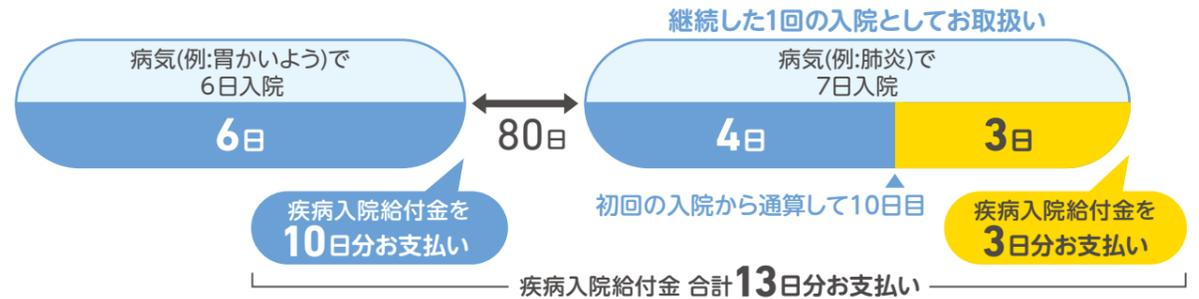 継続した1回の入院としてお取扱い
病気(例:胃かいよう)で
6日入院
6日
80日
病気(例:肺炎)で
7日入院
4日
3日
疾病入院給付金を
10日分お支払い
初回の入院から通算して10日目
疾病入院給付金を
3日分お支払い
疾病入院給付金 合計13日分お支払い